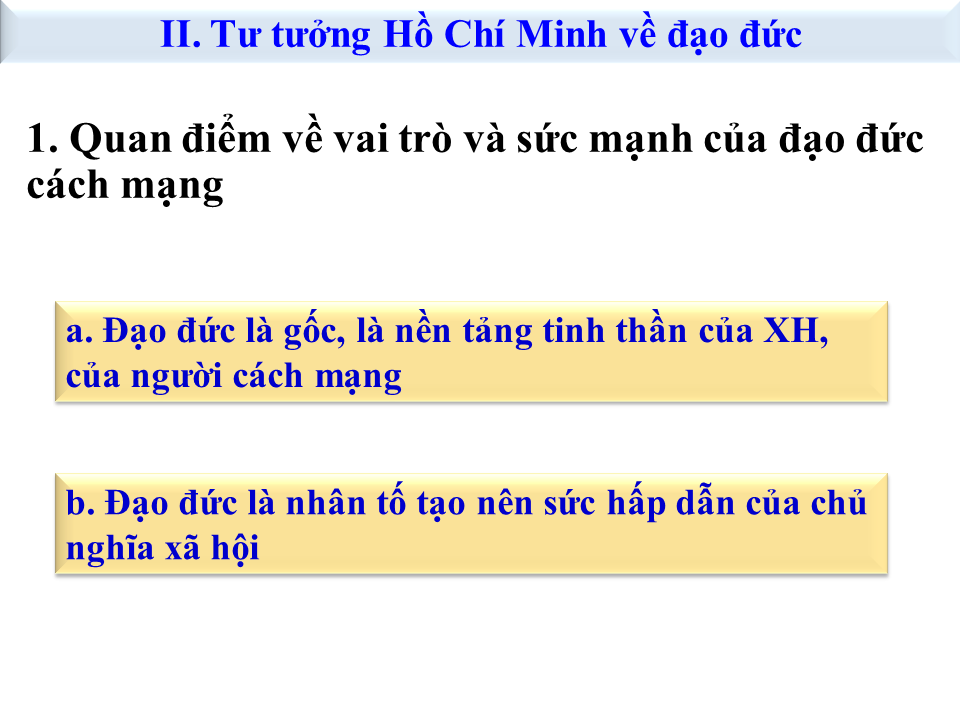 II. Tư tưởng Hồ Chí Minh về đạo đức
1. Quan điểm về vai trò và sức mạnh của đạo đức
cách mạng
a. Đạo đức là gốc, là nền tảng tinh thần của XH,
của người cách mạng
b. Đạo đức là nhân tố tạo nên sức hấp dẫn của chủ
nghĩa xã hội